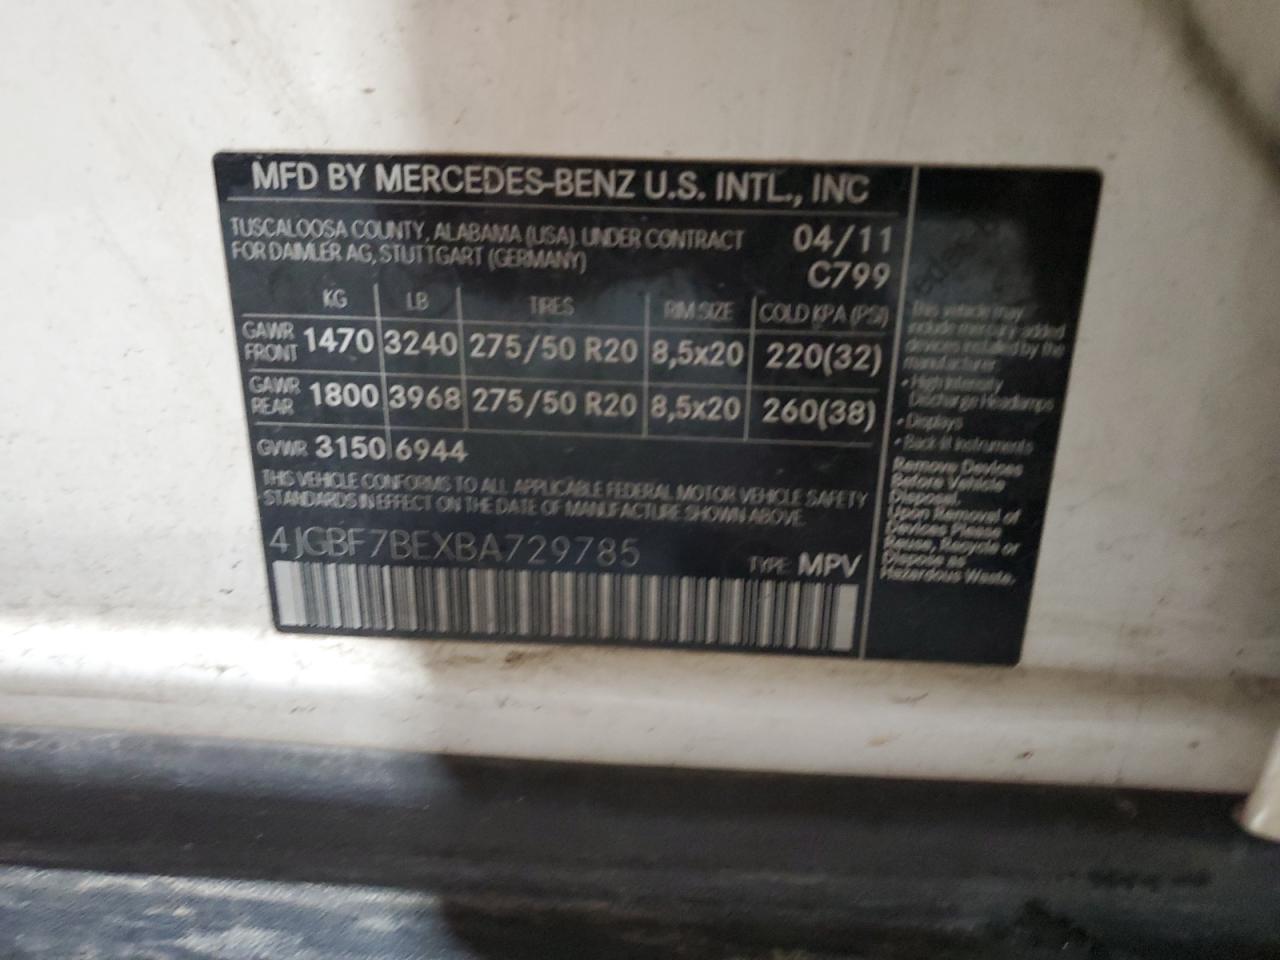 MFD BY MERCEDES-BENZ U.S. INTL., INC
TUSCALOOSA COUNTY, ALABAMA (USA) UNDER CONTRACT
FOR DAIMLER AG, STUTTGART (GERMANY)
04/11
C799
KG LB TIRES RIM SIZE COLD KPA (PSI)
GAWR FRONT 1470 3240 275/50 R20 8,5x20 220(32)
GAWR REAR 1800 3968 275/50 R20 8,5x20 260(38)
GVWR 3150 6944
THIS VEHICLE CONFORMS TO ALL APPLICABLE FEDERAL MOTOR VEHICLE SAFETY
STANDARDS IN EFFECT ON THE DATE OF MANUFACTURE SHOWN ABOVE.
4JGBF7BEXBA729785
TYPE: MPV
This vehicle may
include mercury added
devices installed by the
manufacturer:
• High Intensity
Discharge Headlamps
• Displays
• Back lit Instruments
Remove Devices
Before Vehicle
Disposal.
Upon Removal of
Devices Please
Reuse, Recycle or
Dispose as
Hazardous Waste.